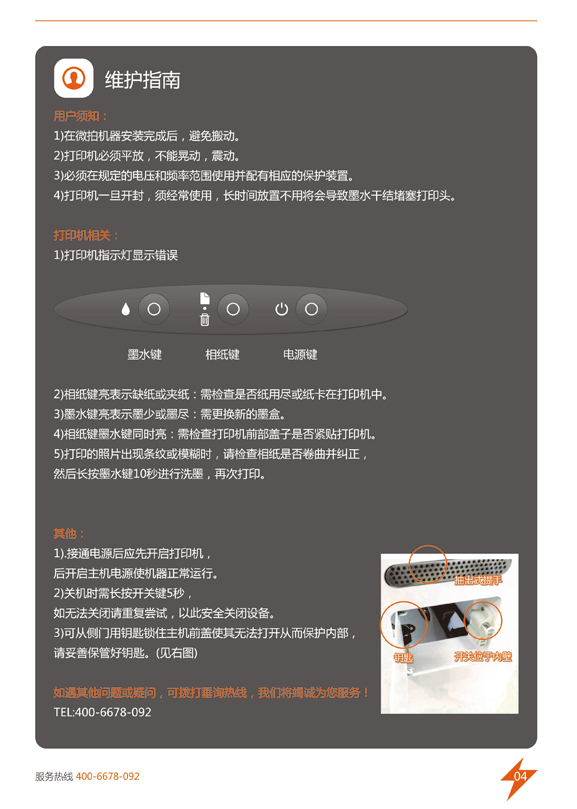 维护指南
用户须知：
1)在微拍机器安装完成后，避免搬动。
2)打印机必须平放，不能晃动，震动。
3)必须在规定的电压和频率范围使用并配有相应的保护装置。
4)打印机一旦开封，须经常使用，长时间放置不用将会导致墨水干结堵塞打印头。
打印机相关：
1)打印机指示灯显示错误
墨水键 相纸键 电源键
2)相纸键亮表示缺纸或夹纸：需检查是否纸用尽或纸卡在打印机中。
3)墨水键亮表示墨少或墨尽：需更换新的墨盒。
4)相纸键墨水键同时亮：需检查打印机前部盖子是否紧贴打印机。
5)打印的照片出现条纹或模糊时，请检查相纸是否卷曲并纠正，
然后长按墨水键10秒进行洗墨，再次打印。
其他：
1).接通电源后应先开启打印机，
后开启主机电源使机器正常运行。
2)关机时需长按开关键5秒，
如无法关闭请重复尝试，以此安全关闭设备。
3)可从侧门用钥匙锁住主机前盖使其无法打开从而保护内部，
请妥善保管好钥匙。(见右图)
抽出式提手
钥匙
开关位于内壁
如遇其他问题或疑问，可拨打垂询热线，我们将竭诚为您服务！
TEL:400-6678-092
服务热线 400-6678-092
04